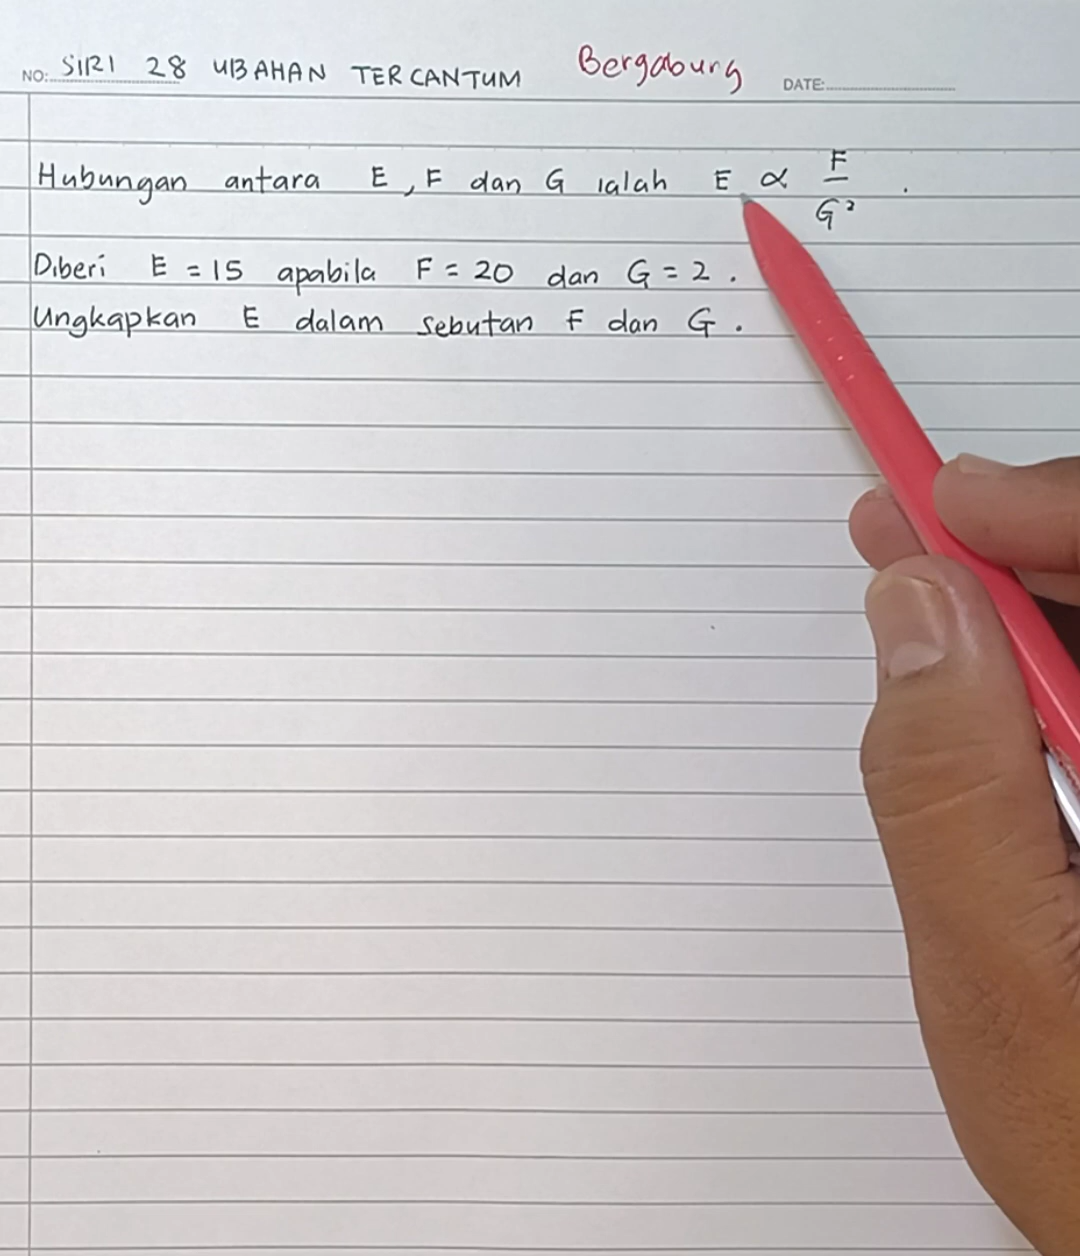 NO: SIRI 28 UBAHAN TERCANTUM Bergabung DATE:
Hubungan antara E, F dan G ialah E ∝ F/G² .
Diberi E = 15 apabila F = 20 dan G = 2 .
Ungkapkan E dalam sebutan F dan G .